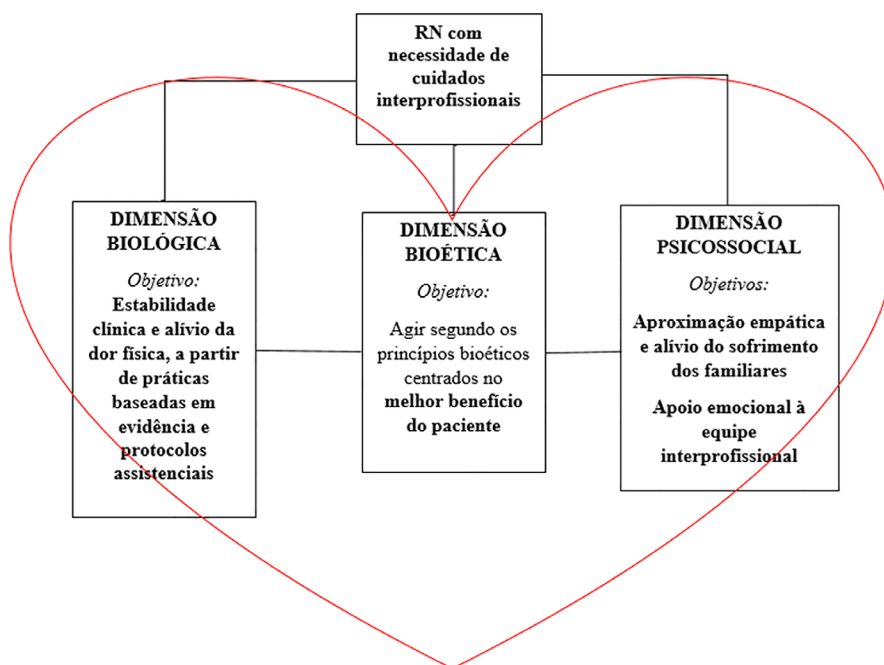 RN com
necessidade de
cuidados
interprofissionais
DIMENSÃO
BIOLÓGICA
Objetivo:
Estabilidade
clínica e alívio da
dor física, a partir
de práticas
baseadas em
evidência e
protocolos
assistenciais
DIMENSÃO
BIOÉTICA
Objetivo:
Agir segundo os
princípios bioéticos
centrados no
melhor benefício
do paciente
DIMENSÃO
PSICOSSOCIAL
Objetivos:
Aproximação empática
e alívio do sofrimento
dos familiares
Apoio emocional à
equipe
interprofissional